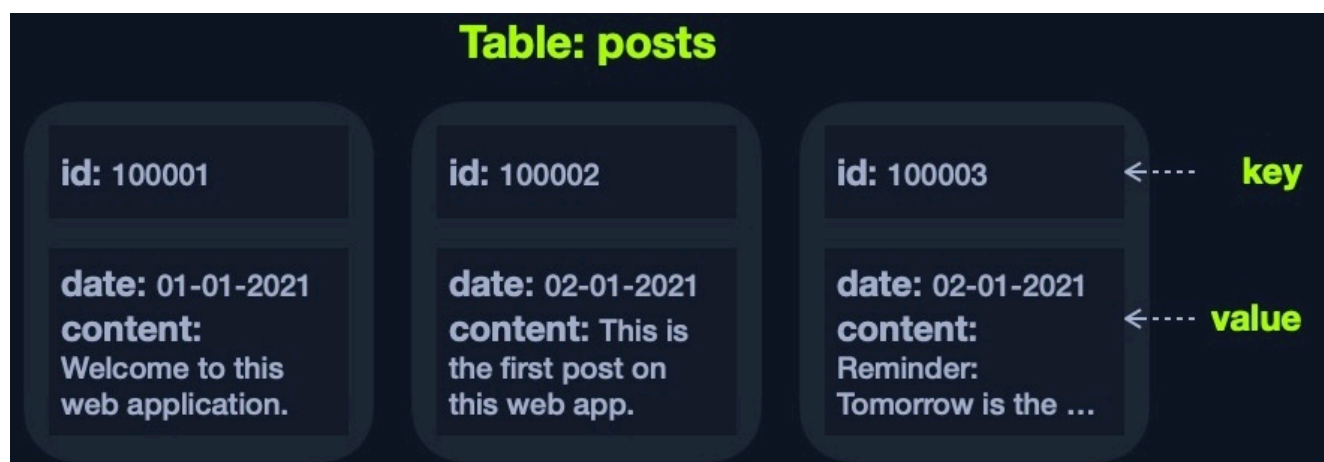 Table: posts
id: 100001
id: 100002
id: 100003
key
date: 01-01-2021
content:
Welcome to this
web application.
date: 02-01-2021
content: This is
the first post on
this web app.
date: 02-01-2021
content:
Reminder:
Tomorrow is the ...
value